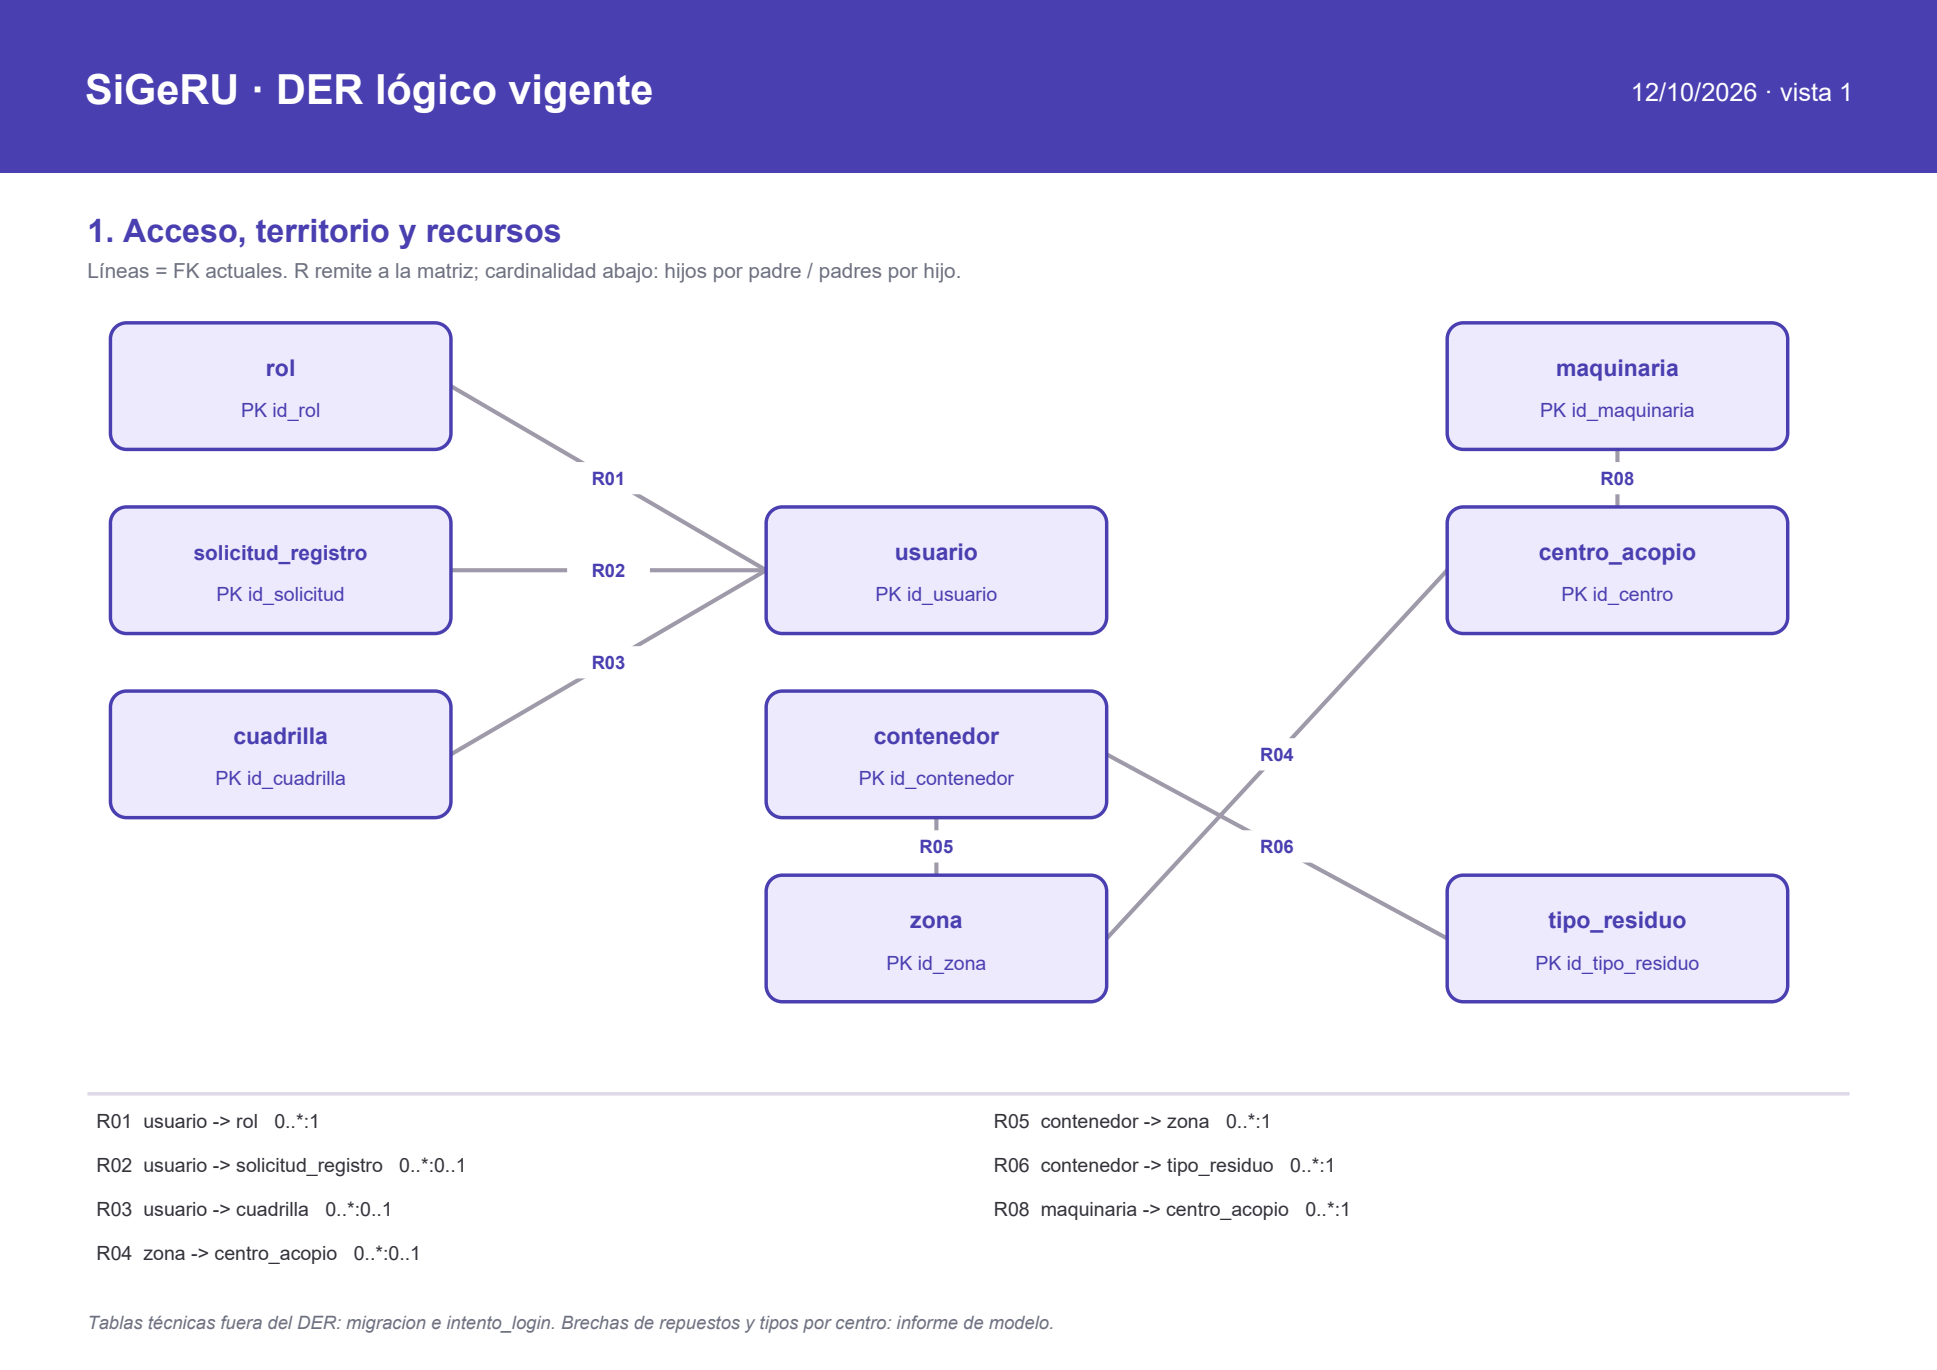 SiGeRU · DER lógico vigente
12/10/2026 · vista 1
1. Acceso, territorio y recursos
Líneas = FK actuales. R remite a la matriz; cardinalidad abajo: hijos por padre / padres por hijo.
rol
PK id_rol
maquinaria
PK id_maquinaria
R01
R08
solicitud_registro
PK id_solicitud
R02
usuario
PK id_usuario
centro_acopio
PK id_centro
R03
cuadrilla
PK id_cuadrilla
contenedor
PK id_contenedor
R04
R05
R06
zona
PK id_zona
tipo_residuo
PK id_tipo_residuo
R01 usuario -> rol 0..*:1
R02 usuario -> solicitud_registro 0..*:0..1
R03 usuario -> cuadrilla 0..*:0..1
R04 zona -> centro_acopio 0..*:0..1
R05 contenedor -> zona 0..*:1
R06 contenedor -> tipo_residuo 0..*:1
R08 maquinaria -> centro_acopio 0..*:1
Tablas técnicas fuera del DER: migracion e intento_login. Brechas de repuestos y tipos por centro: informe de modelo.